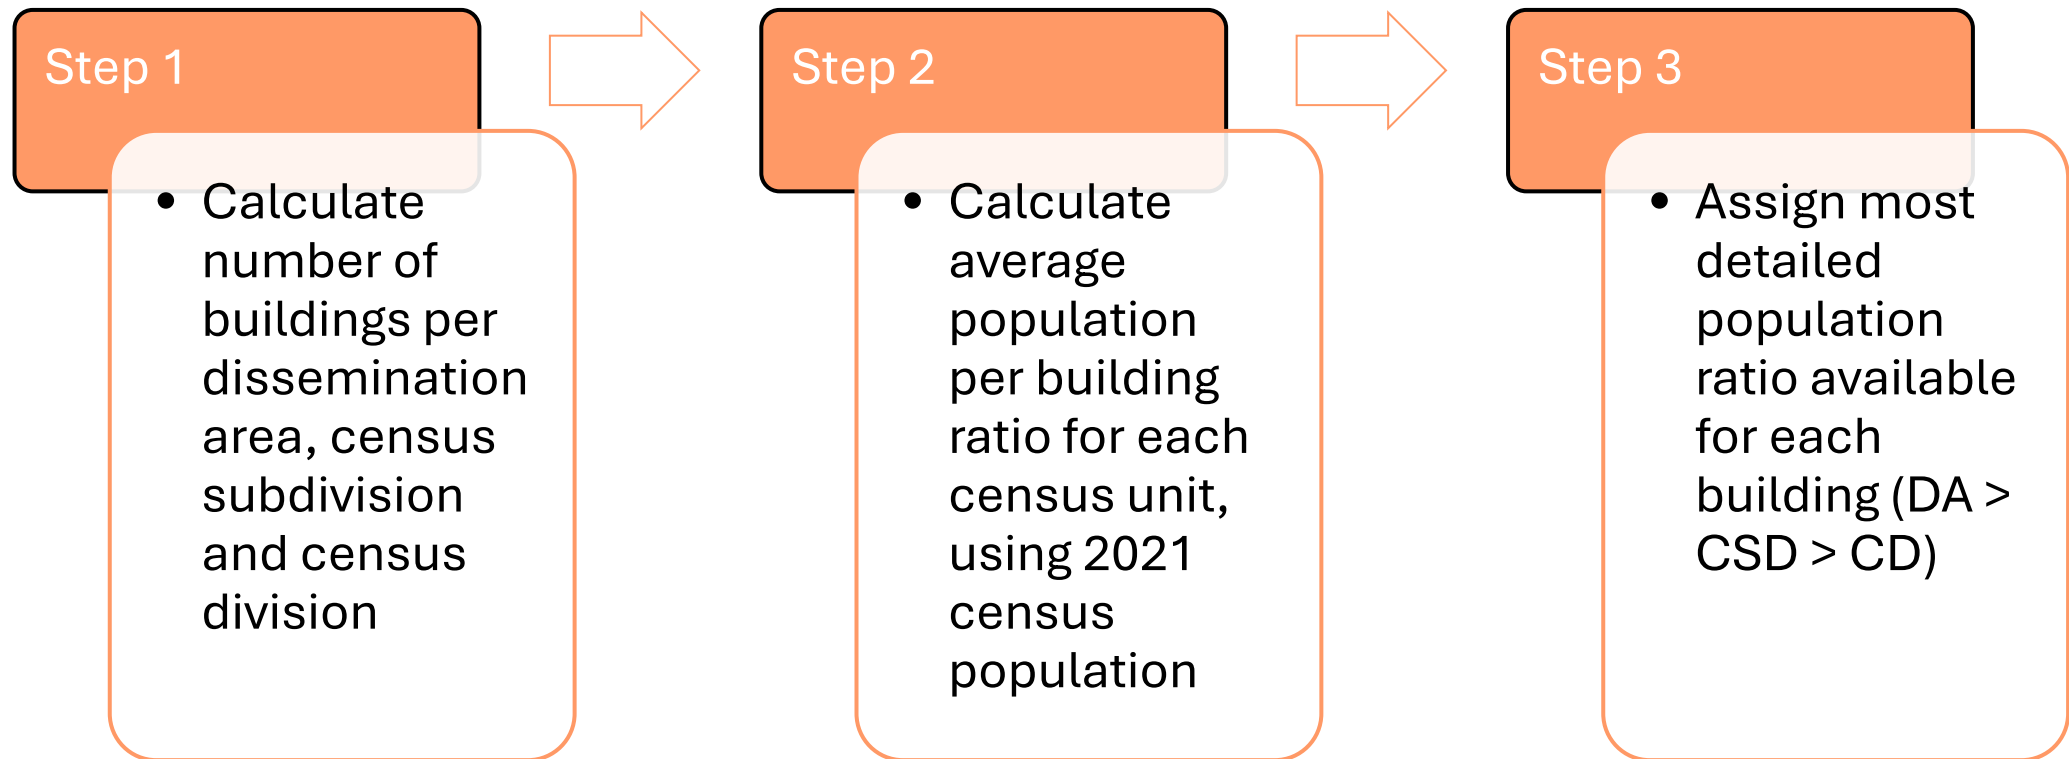 Step 1
• Calculate
number of
buildings per
dissemination
area, census
subdivision
and census
division
Step 2
• Calculate
average
population
per building
ratio for each
census unit,
using 2021
census
population
Step 3
• Assign most
detailed
population
ratio available
for each
building (DA >
CSD > CD)